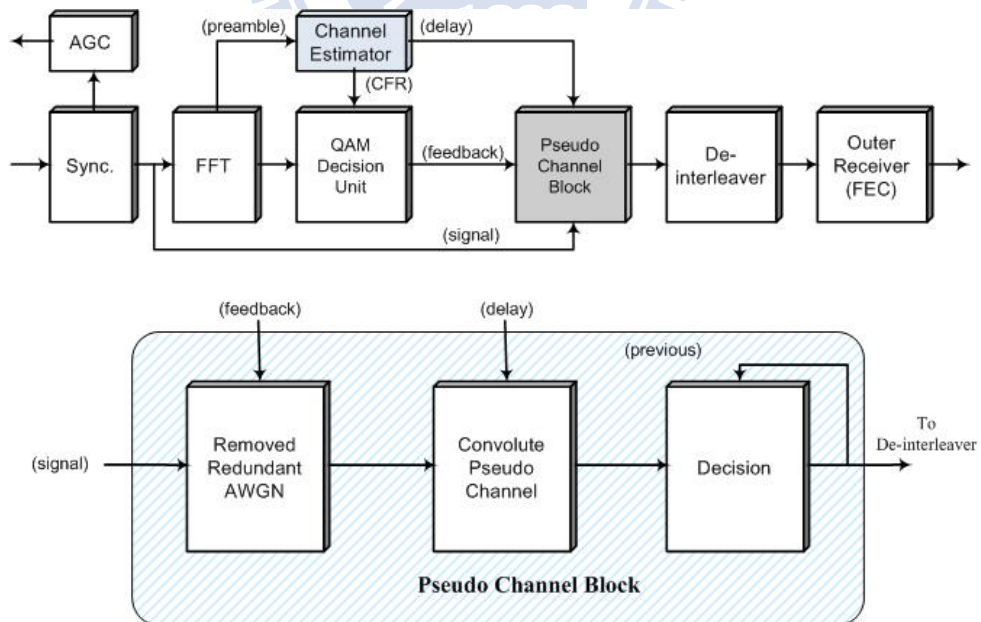 AGC
(preamble)
Channel
Estimator
(delay)
(CFR)
Sync.
FFT
QAM
Decision
Unit
(feedback)
Pseudo
Channel
Block
De-
interleaver
Outer
Receiver
(FEC)
(signal)
(feedback)
(delay)
(previous)
(signal)
Removed
Redundant
AWGN
Convolute
Pseudo
Channel
Decision
To
De-interleaver
Pseudo Channel Block